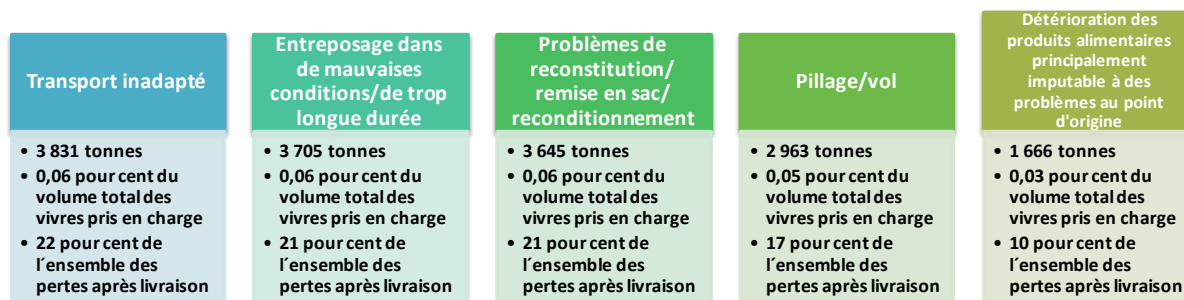 Transport inadapté
• 3 831 tonnes
• 0,06 pour cent du
volume total des
vivres pris en charge
• 22 pour cent de
l´ensemble des
pertes après livraison
Entreposage dans
de mauvaises
conditions/de trop
longue durée
• 3 705 tonnes
• 0,06 pour cent du
volume total des
vivres pris en charge
• 21 pour cent de
l´ensemble des
pertes après livraison
Problèmes de
reconstitution/
remise en sac/
reconditionnement
• 3 645 tonnes
• 0,06 pour cent du
volume total des
vivres pris en charge
• 21 pour cent de
l´ensemble des
pertes après livraison
Pillage/vol
• 2 963 tonnes
• 0,05 pour cent du
volume total des
vivres pris en charge
• 17 pour cent de
l´ensemble des
pertes après livraison
Détérioration des
produits alimentaires
principalement
imputable à des
problèmes au point
d'origine
• 1 666 tonnes
• 0,03 pour cent du
volume total des
vivres pris en charge
• 10 pour cent de
l´ensemble des
pertes après livraison